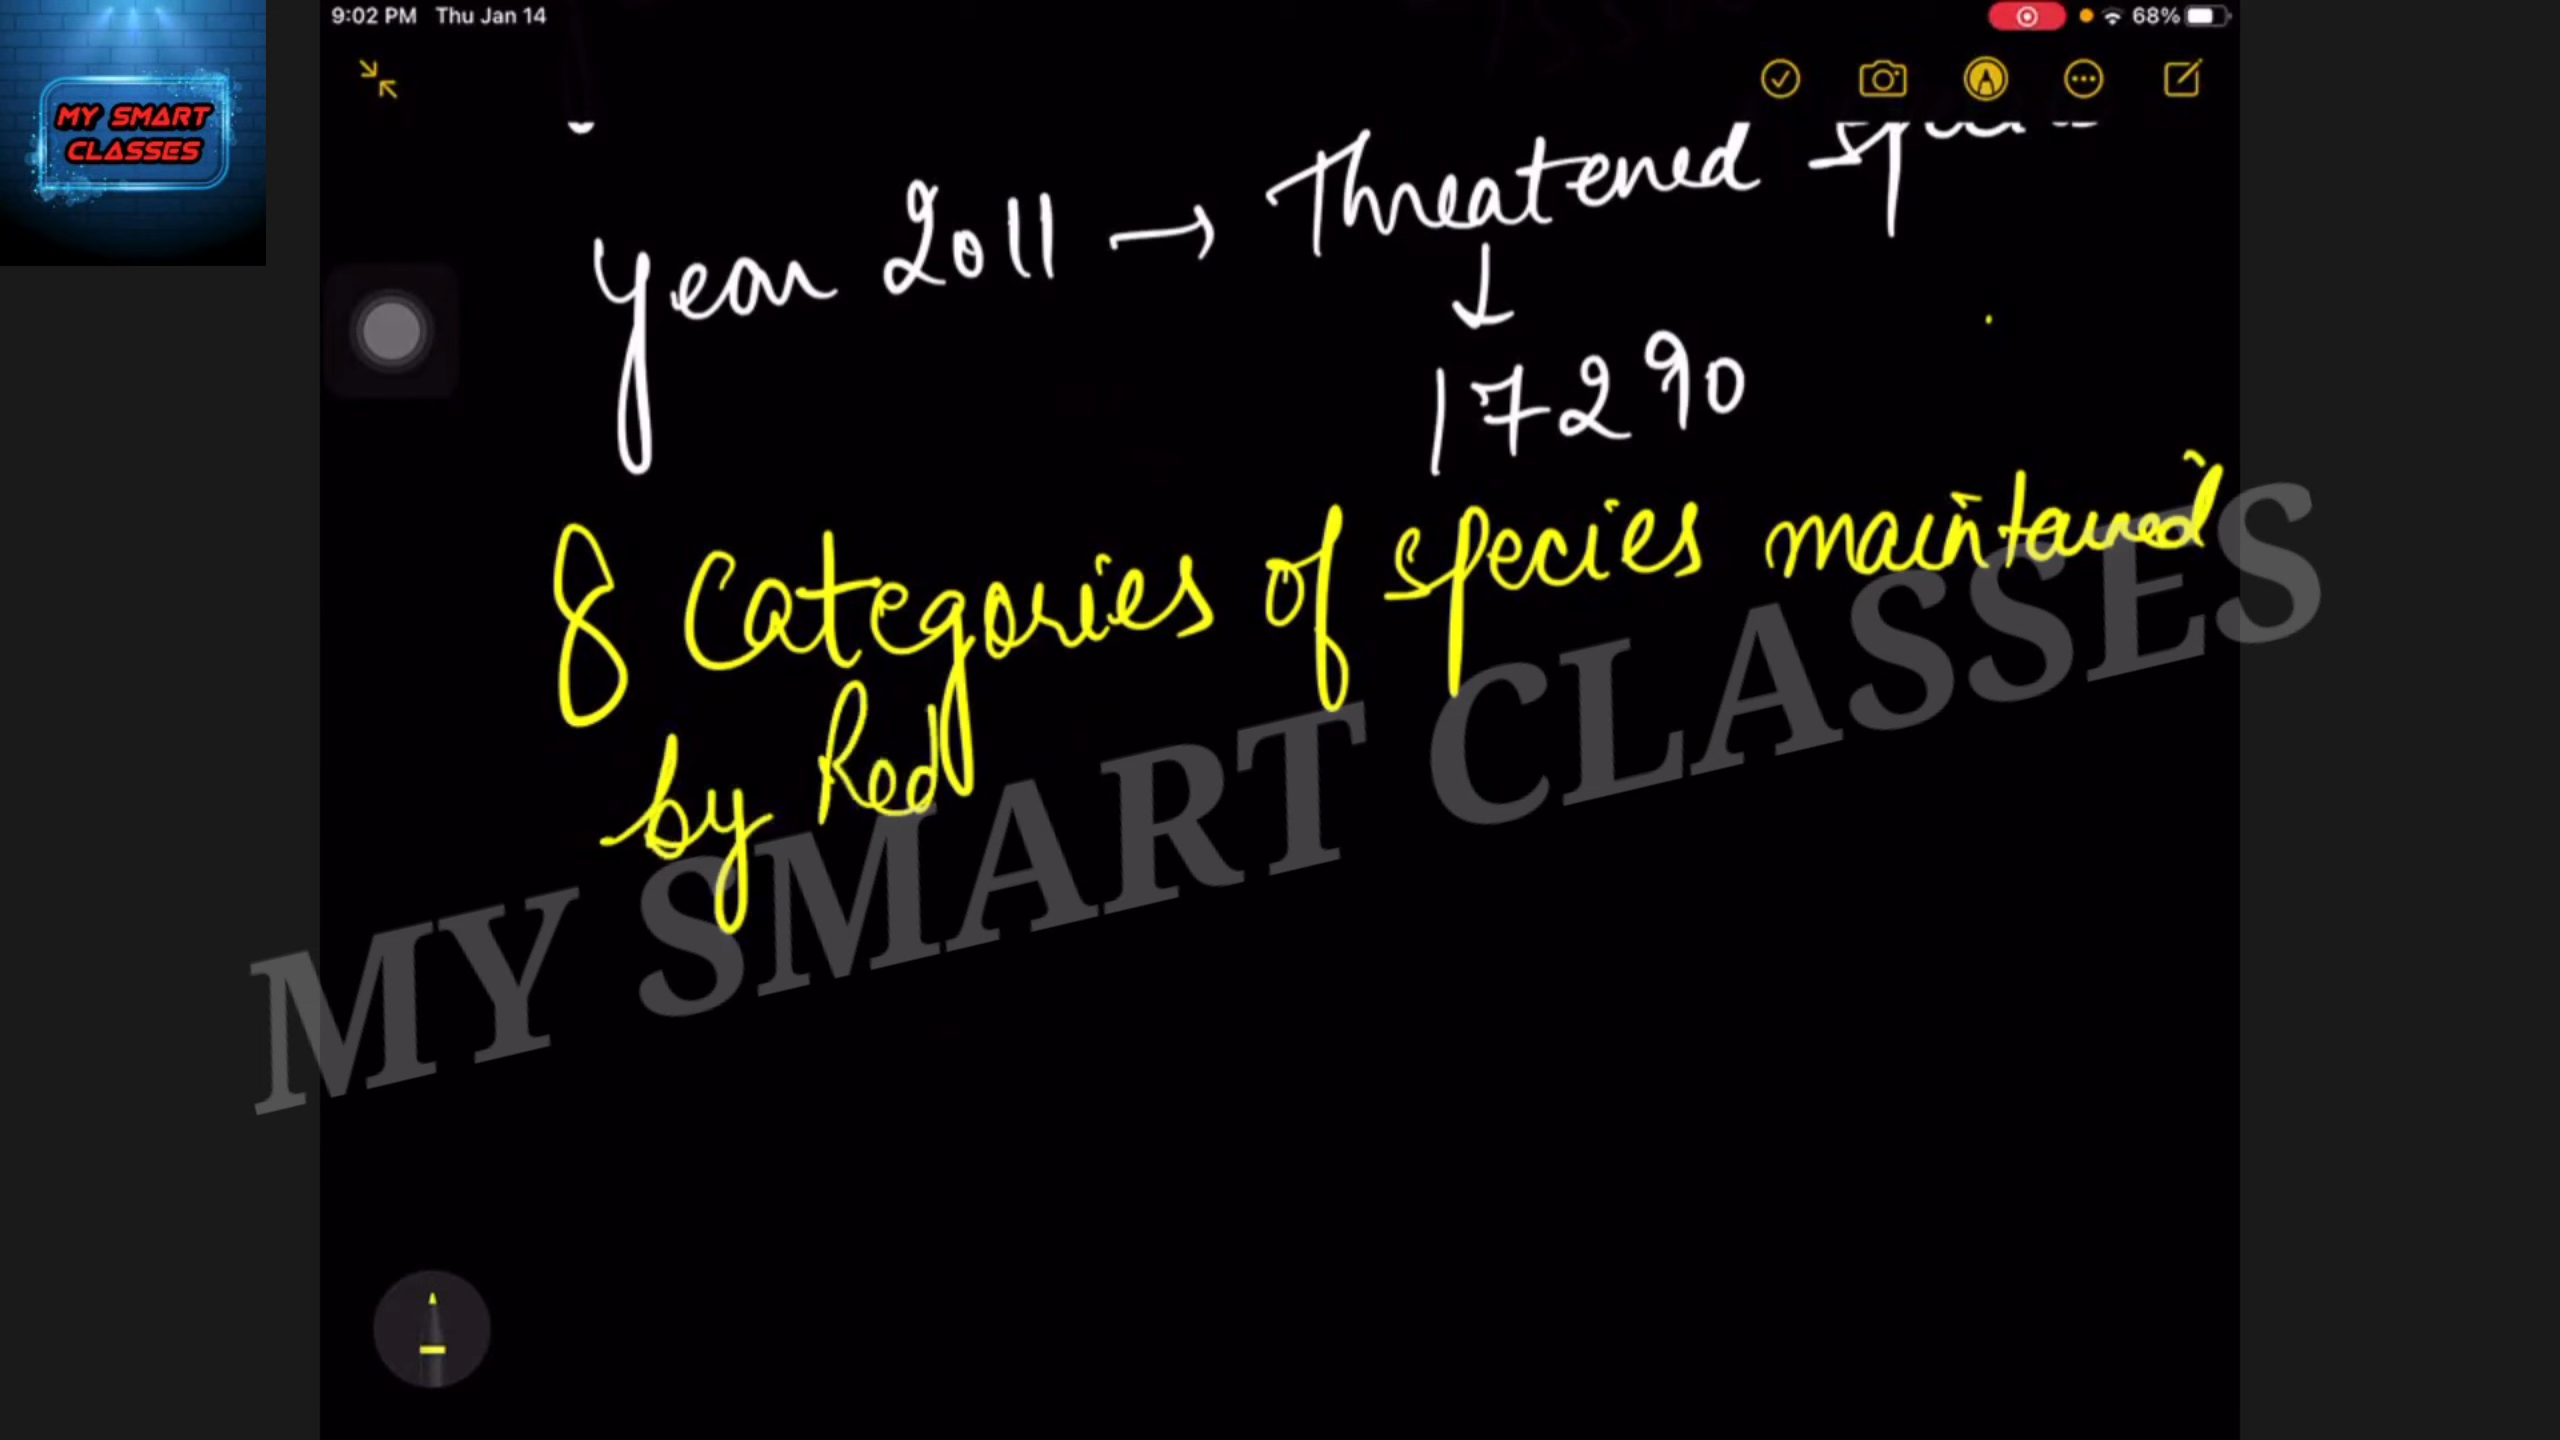 9:02 PM Thu Jan 14
68%
MY SMART
CLASSES
Year 2011 → Threatened
↓
17290
8 Categories of species maintained
by Red
MY SMART CLASSES